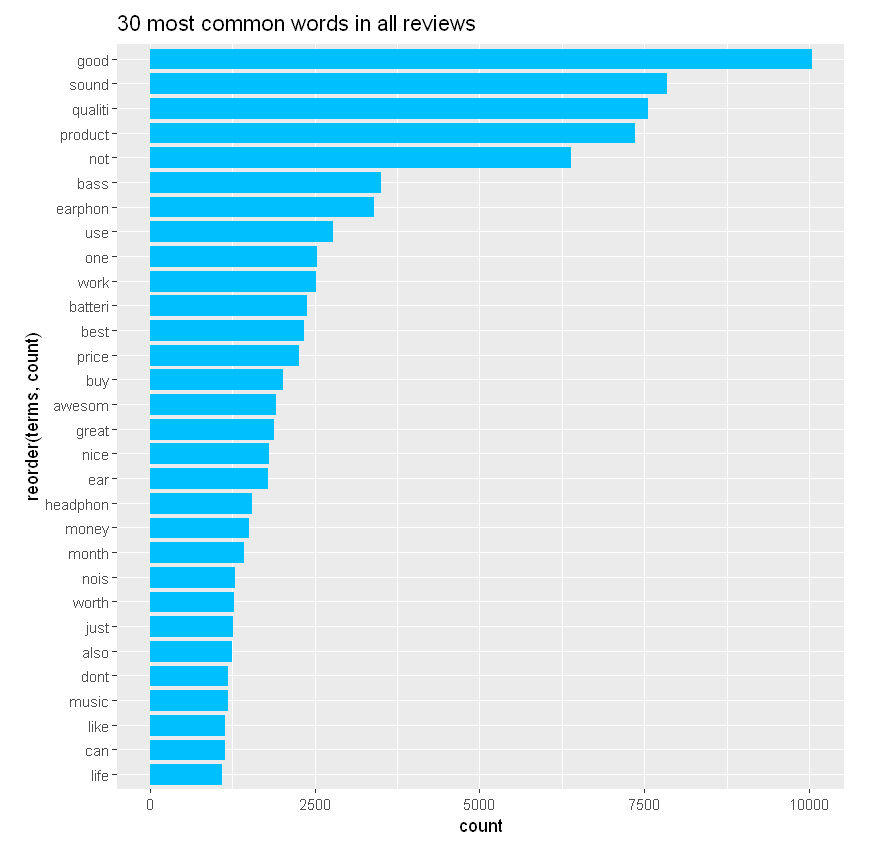 30 most common words in all reviews
good
sound
qualiti
product
not
bass
earphon
use
one
work
batteri
best
price
buy
awesom
great
nice
ear
headphon
money
month
nois
worth
just
also
dont
music
like
can
life
reorder(terms, count)
0 2500 5000 7500 10000
count